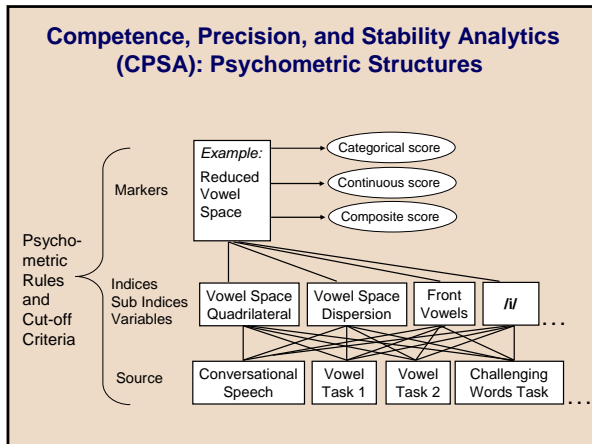 Competence, Precision, and Stability Analytics
(CPSA): Psychometric Structures
Example:
Reduced
Vowel
Space
Categorical score
Continuous score
Composite score
Markers
Psycho-
metric
Rules
and
Cut-off
Criteria
Indices
Sub Indices
Variables
Vowel Space
Quadrilateral
Vowel Space
Dispersion
Front
Vowels
/i/
...
Source
Conversational
Speech
Vowel
Task 1
Vowel
Task 2
Challenging
Words Task
...